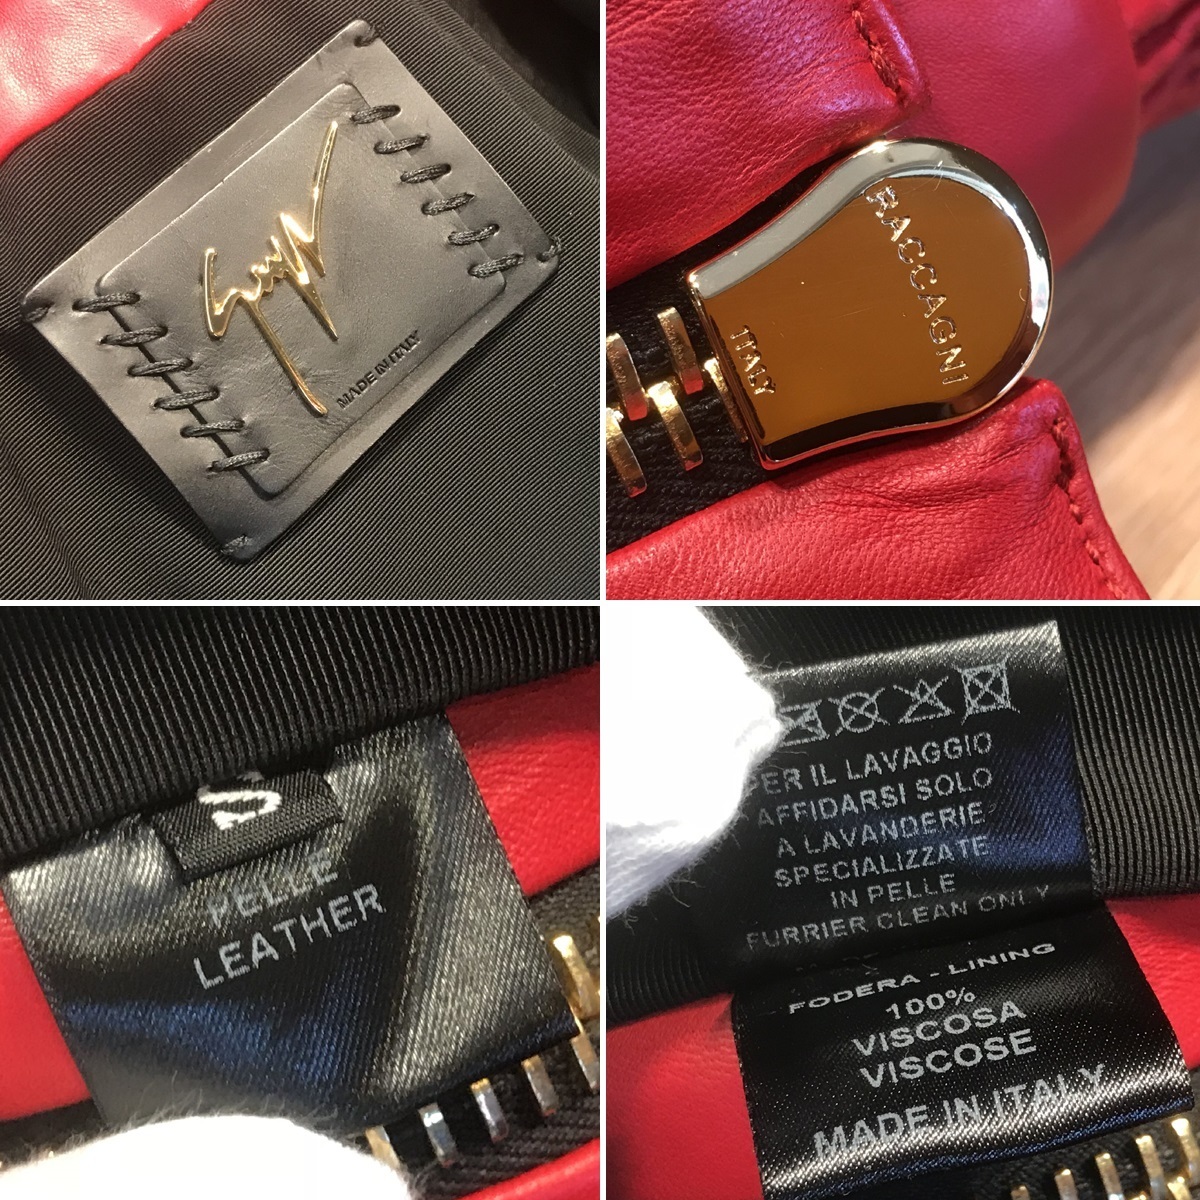 MADE IN ITALY
RACCAGNI
ITALY
PELLE
LEATHER
PER IL LAVAGGIO
AFFIDARSI SOLO
A LAVANDERIE
SPECIALIZZATE
IN PELLE
FURRIER CLEAN ONLY
FODERA - LINING
100%
VISCOSA
VISCOSE
MADE IN ITALY